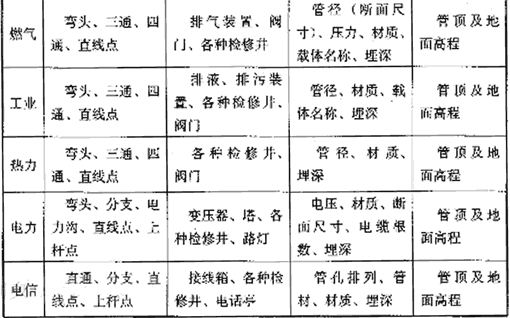 燃气
弯头、三通、四
通、直线点
排气装置、阀
门、各种检修井
管径（断面尺
寸）、压力、材质、
载体名称、埋深
管顶及地
面高程
工业
弯头、三通、四
通、直线点
排液、排污装
置、各种检修井、
阀门
管径、材质、载
体名称、埋深
管顶及地
面高程
热力
弯头、三通、四
通、直线点
各种检修井、
阀门
管径、材质、
埋深
管顶及地
面高程
电力
弯头、分支、电
力沟、直线点、上
杆点
变压器、塔、各
种检修井、路灯
电压、材质、断
面尺寸、电缆根
数、埋深
管顶及地
面高程
电信
直通、分支、直
线点、上杆点
接线箱、各种检
修井、电话亭
管孔排列、管
材、材质、埋深
管顶及地
面高程